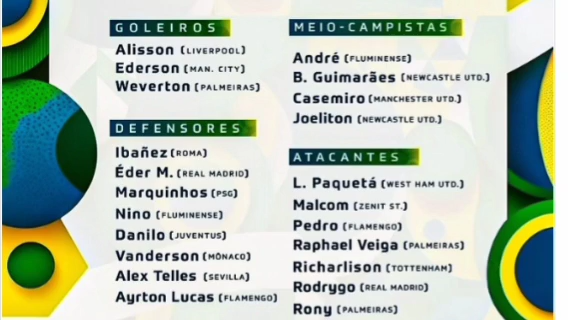 GOLEIROS
Alisson (LIVERPOOL)
Ederson (MAN. CITY)
Weverton (PALMEIRAS)
DEFENSORES
Ibañez (ROMA)
Éder M. (REAL MADRID)
Marquinhos (PSG)
Nino (FLUMINENSE)
Danilo (JUVENTUS)
Vanderson (MÔNACO)
Alex Telles (SEVILLA)
Ayrton Lucas (FLAMENGO)
MEIO-CAMPISTAS
André (FLUMINENSE)
B. Guimarães (NEWCASTLE UTD.)
Casemiro (MANCHESTER UTD.)
Joeliton (NEWCASTLE UTD.)
ATACANTES
L. Paquetá (WEST HAM UTD.)
Malcom (ZENIT ST.)
Pedro (FLAMENGO)
Raphael Veiga (PALMEIRAS)
Richarlison (TOTTENHAM)
Rodrygo (REAL MADRID)
Rony (PALMEIRAS)